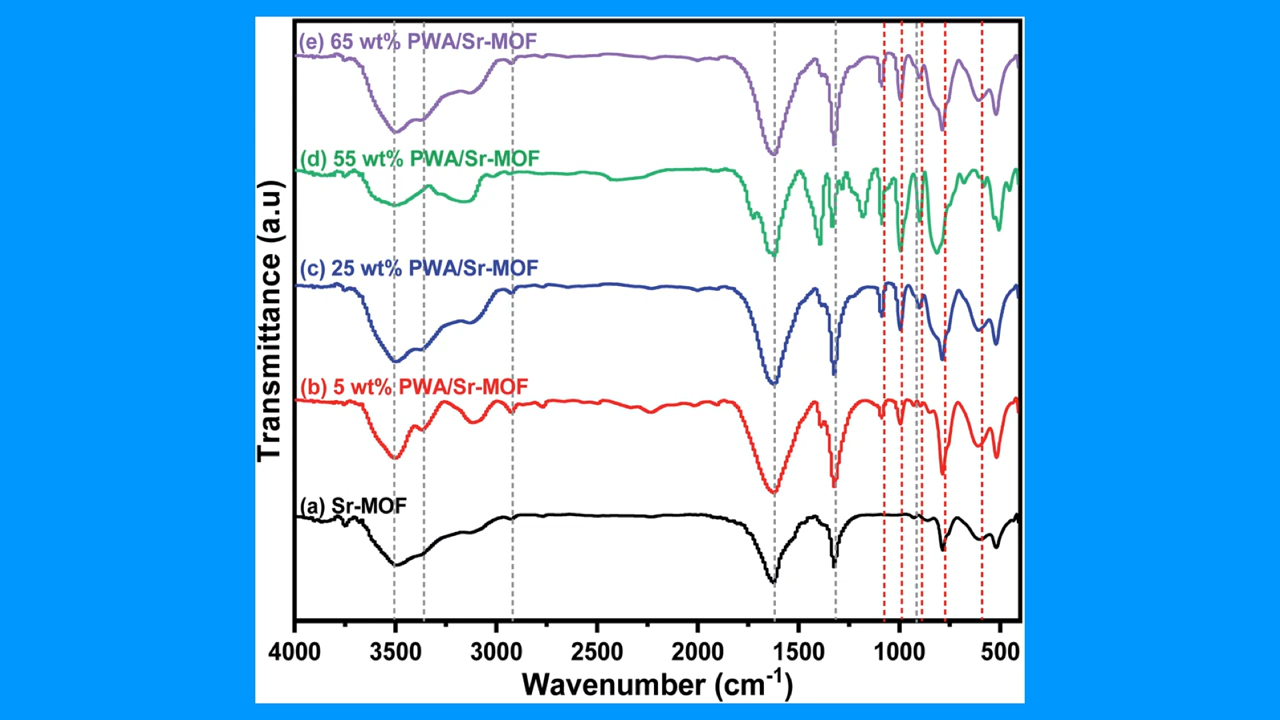 (e) 65 wt% PWA/Sr-MOF
(d) 55 wt% PWA/Sr-MOF
(c) 25 wt% PWA/Sr-MOF
(b) 5 wt% PWA/Sr-MOF
(a) Sr-MOF
Transmittance (a.u)
4000 3500 3000 2500 2000 1500 1000 500
Wavenumber (cm⁻¹)